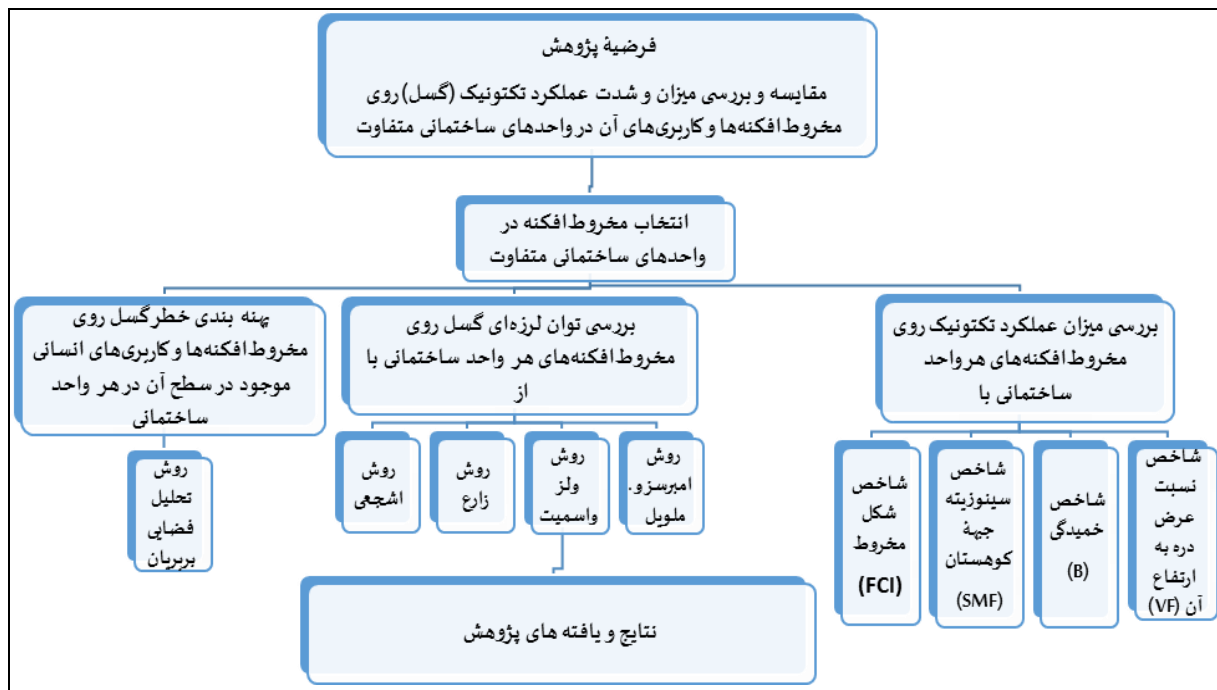 فرضیۀ پژوهش
مقایسه و بررسی میزان و شدت عملکرد تکتونیک (گسل) روی
مخروط‌افکنه‌ها و کاربری‌های آن در واحدهای ساختمانی متفاوت
انتخاب مخروط‌افکنه در
واحدهای ساختمانی متفاوت
بررسی میزان عملکرد تکتونیک روی
مخروط‌افکنه‌های هر واحد
ساختمانی با
شاخص
نسبت
عرض
دره به
ارتفاع
آن (VF)
شاخص
خمیدگی
(B)
شاخص
سینوزیته
جبهۀ
کوهستان
(SMF)
شاخص
شکل
مخروط
(FCI)
بررسی توان لرزه‌ای گسل روی
مخروط‌افکنه‌های هر واحد ساختمانی با
از
روش
امبرسز و.
ملویل
روش
ولز
واسمیت
روش
زارع
روش
اشجعی
پهنه بندی خطر گسل روی
مخروط‌افکنه‌ها و کاربری‌های انسانی
موجود در سطح آن در هر واحد
ساختمانی
روش
تحلیل
فضایی
بربریان
نتایج و یافته های پژوهش